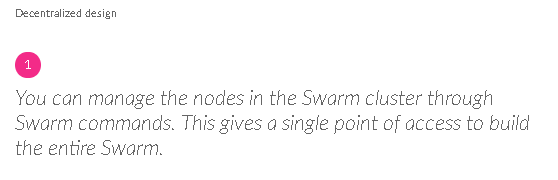 Decentralized design
1
You can manage the nodes in the Swarm cluster through
Swarm commands. This gives a single point of access to build
the entire Swarm.